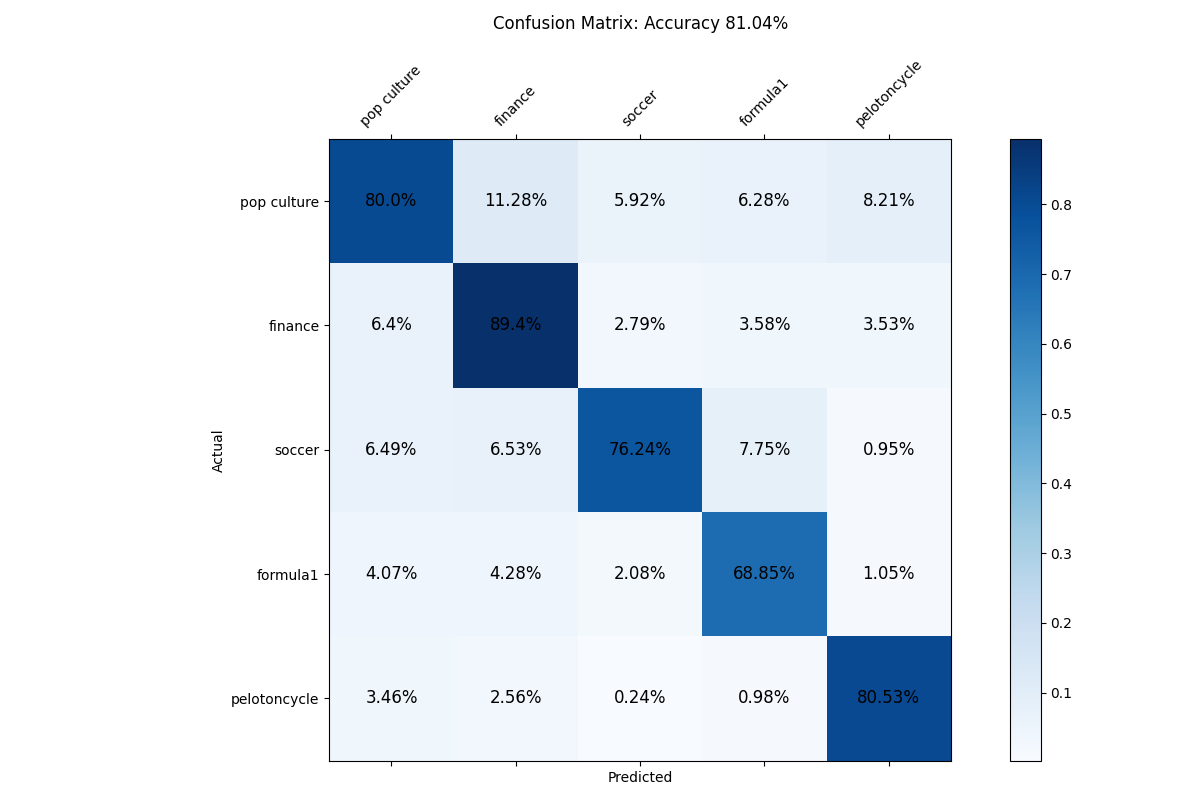 Confusion Matrix: Accuracy 81.04%
pop culture finance soccer formula1 pelotoncycle
pop culture 80.0% 11.28% 5.92% 6.28% 8.21%
finance 6.4% 89.4% 2.79% 3.58% 3.53%
soccer 6.49% 6.53% 76.24% 7.75% 0.95%
formula1 4.07% 4.28% 2.08% 68.85% 1.05%
pelotoncycle 3.46% 2.56% 0.24% 0.98% 80.53%
Actual
Predicted
0.8
0.7
0.6
0.5
0.4
0.3
0.2
0.1